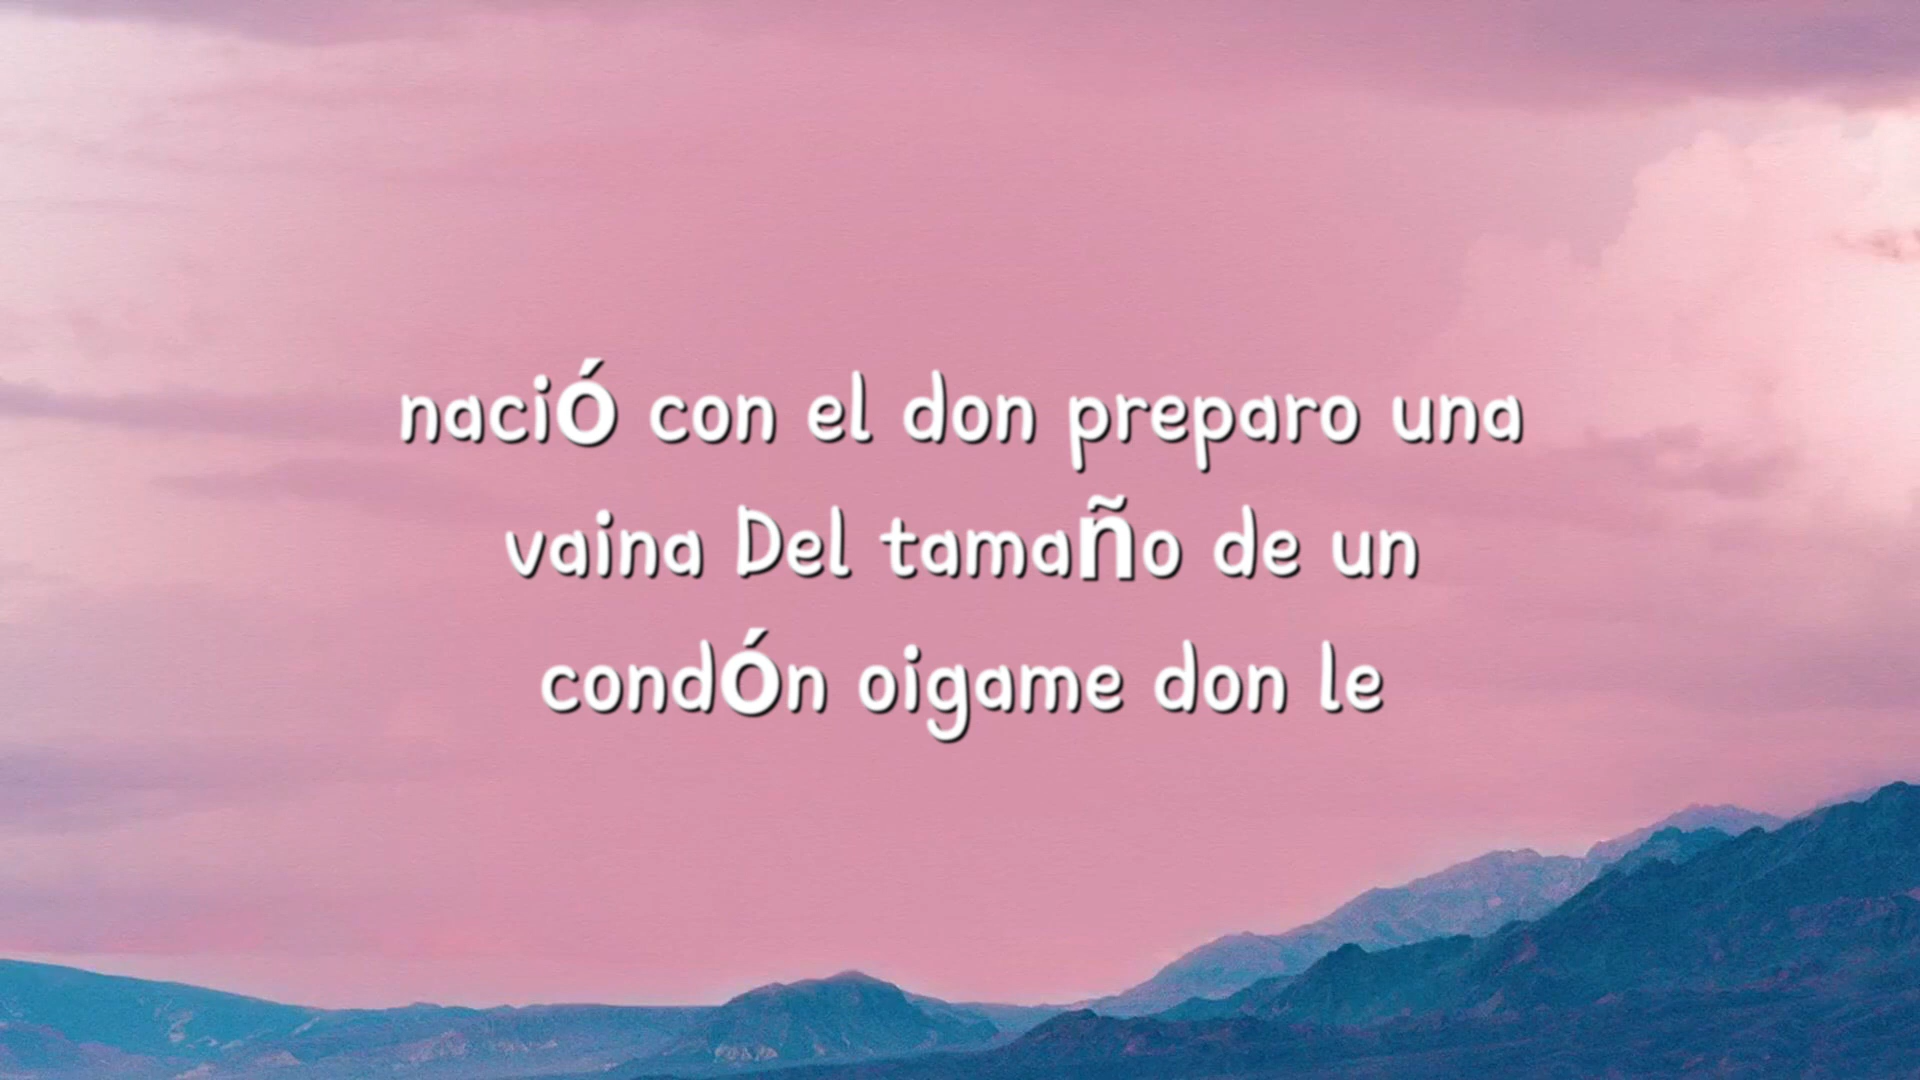 nació con el don preparo una
vaina Del tamaño de un
condón oigame don le